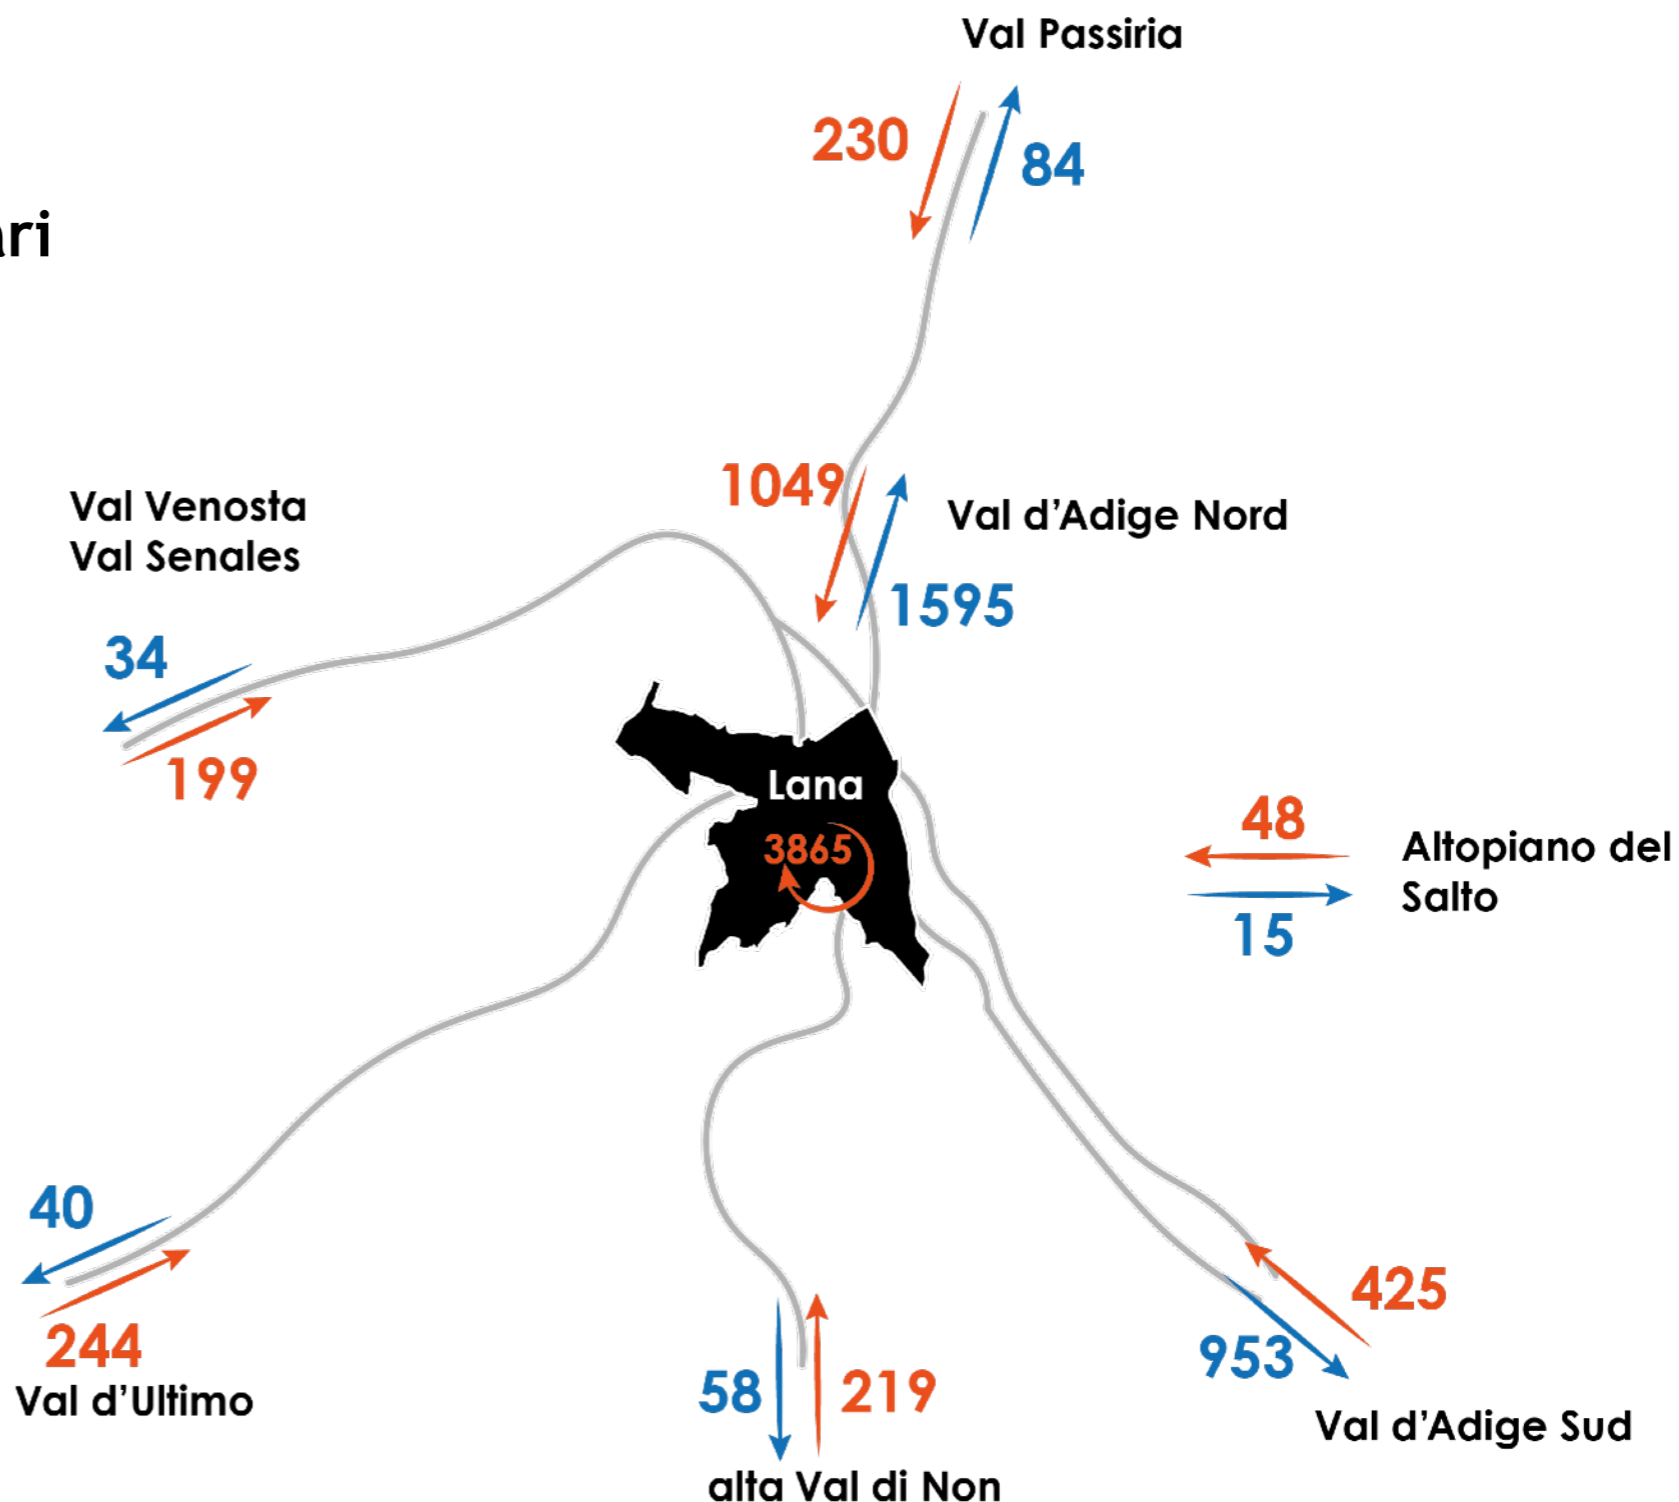 Val Passiria
230
84
ari
1049
Val d'Adige Nord
1595
Val Venosta
Val Senales
34
199
Lana
3865
48
15
Altopiano del
Salto
40
244
Val d'Ultimo
58
219
alta Val di Non
425
953
Val d'Adige Sud